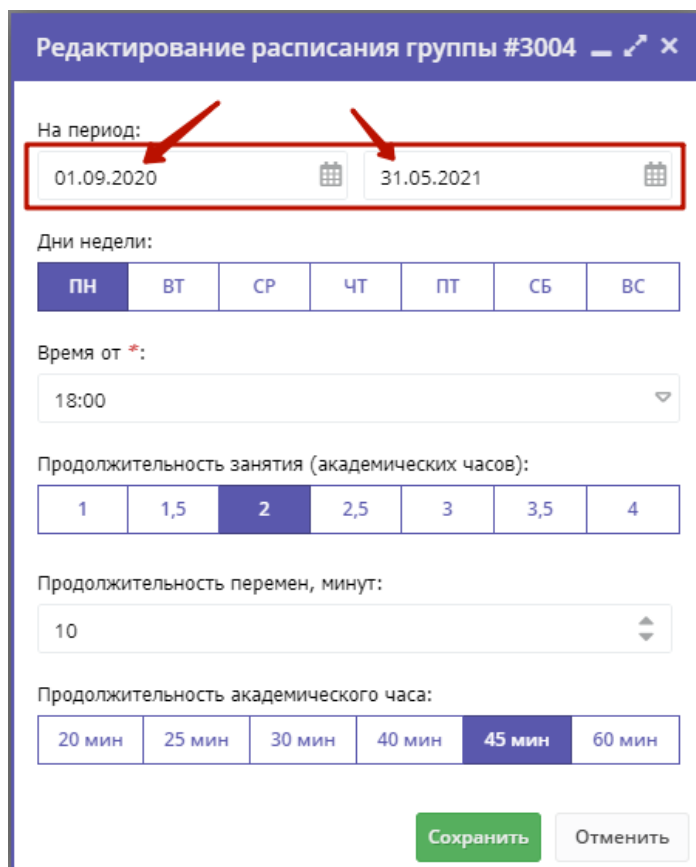 Редактирование расписания группы #3004
На период:
01.09.2020 31.05.2021
Дни недели:
ПН ВТ СР ЧТ ПТ СБ ВС
Время от *:
18:00
Продолжительность занятия (академических часов):
1 1,5 2 2,5 3 3,5 4
Продолжительность перемен, минут:
10
Продолжительность академического часа:
20 мин 25 мин 30 мин 40 мин 45 мин 60 мин
Сохранить Отменить